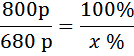 800p / 680 p = 100% / x %